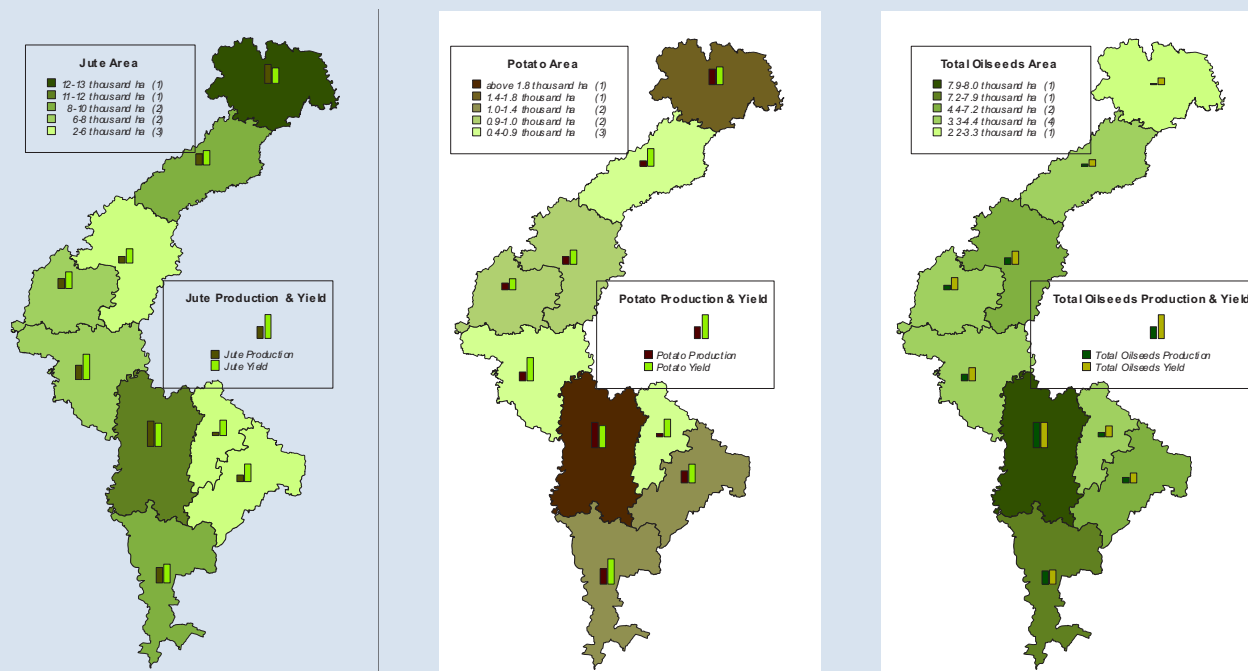 Jute Area
12-13 thousand ha (1)
11-12 thousand ha (1)
8-10 thousand ha (2)
6-8 thousand ha (2)
2-6 thousand ha (3)
Jute Production & Yield
Jute Production
Jute Yield
Potato Area
above 1.8 thousand ha (1)
1.4-1.8 thousand ha (1)
1.0-1.4 thousand ha (2)
0.9-1.0 thousand ha (2)
0.4-0.9 thousand ha (3)
Potato Production & Yield
Potato Production
Potato Yield
Total Oilseeds Area
7.9-8.0 thousand ha (1)
7.2-7.9 thousand ha (1)
4.4-7.2 thousand ha (2)
3.3-4.4 thousand ha (4)
2.2-3.3 thousand ha (1)
Total Oilseeds Production & Yield
Total Oilseeds Production
Total Oilseeds Yield